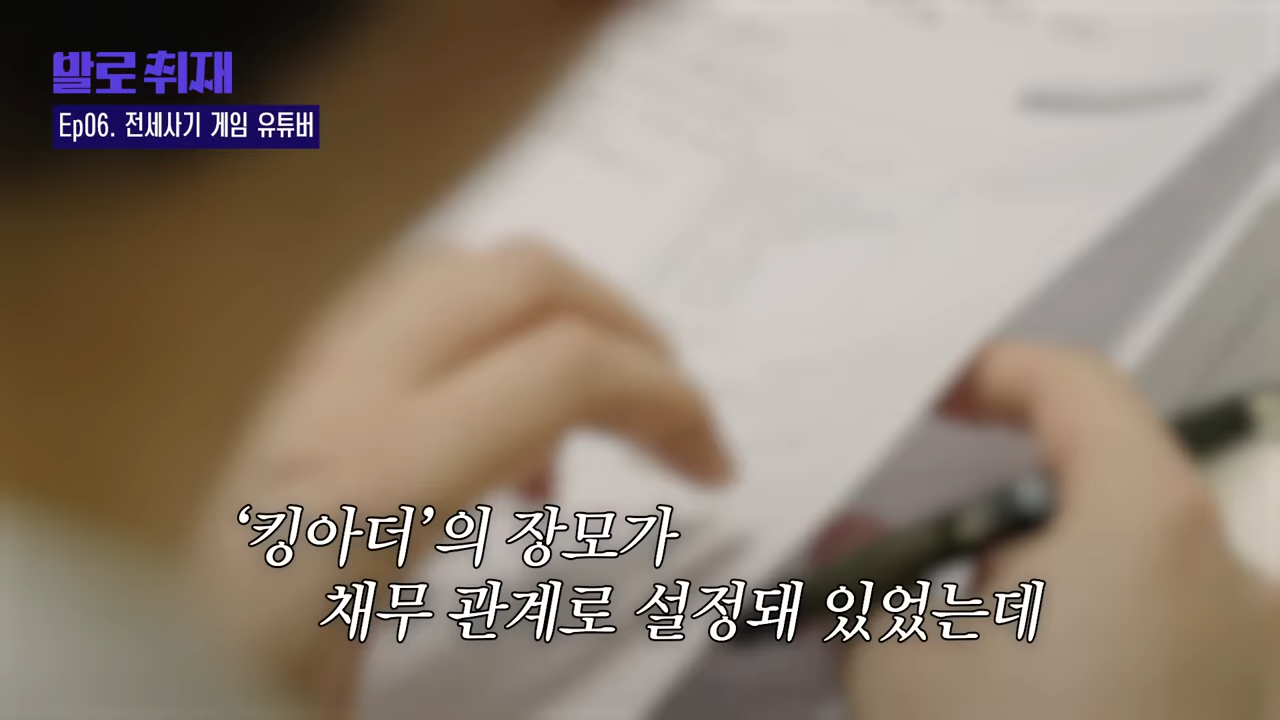 발로 취재
Ep06. 전세사기 게임 유튜버
‘킹아더’의 장모가
채무 관계로 설정돼 있었는데